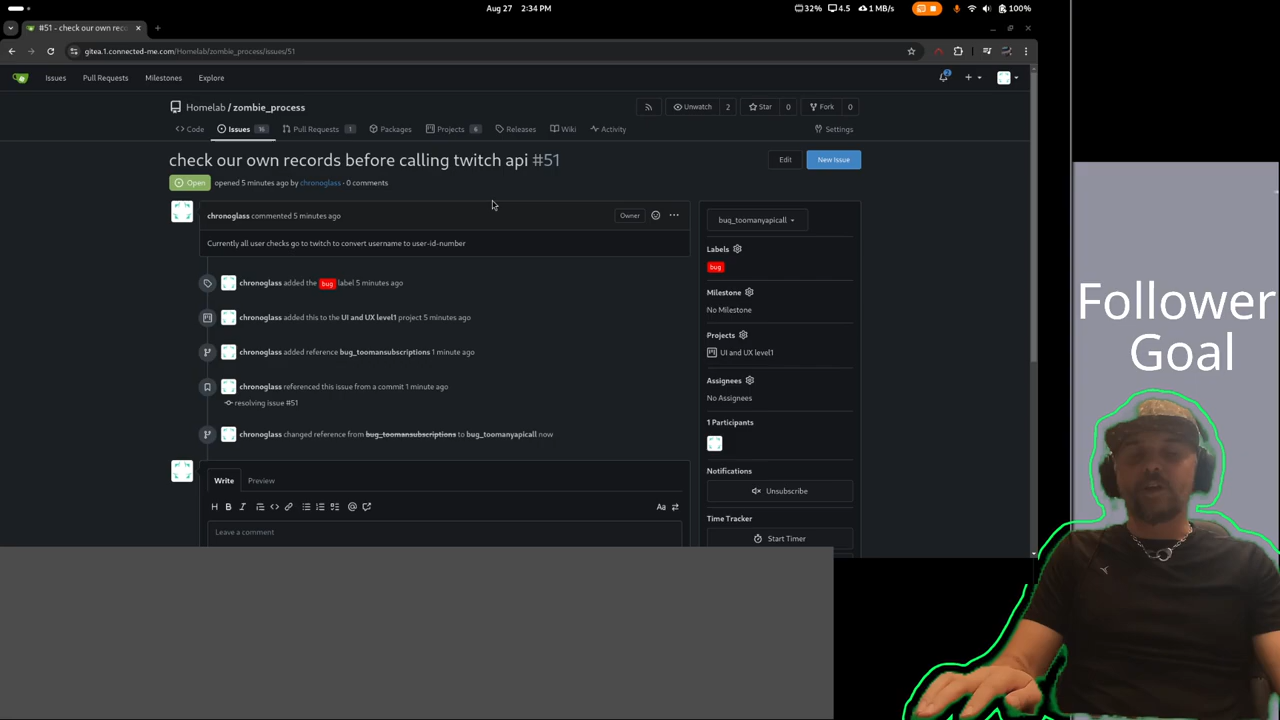 Aug 27 2:34 PM
32% 4.5 1 MB/s 100%
#51 - check our own reco
gitea.1.connected-me.com/Homelab/zombie_process/issues/51
Issues Pull Requests Milestones Explore
2
Homelab / zombie_process
Unwatch 2 Star 0 Fork 0
Code Issues 16 Pull Requests 1 Packages Projects 6 Releases Wiki Activity Settings
check our own records before calling twitch api #51
Edit New Issue
Open opened 5 minutes ago by chronoglass · 0 comments
chronoglass commented 5 minutes ago Owner
Currently all user checks go to twitch to convert username to user-id-number
chronoglass added the bug label 5 minutes ago
chronoglass added this to the UI and UX level1 project 5 minutes ago
chronoglass added reference bug_toomansubscriptions 1 minute ago
chronoglass referenced this issue from a commit 1 minute ago
resolving issue #51
chronoglass changed reference from bug_toomansubscriptions to bug_toomanyapicall now
Write Preview
H B I Aa
Leave a comment
bug_toomanyapicall
Labels
bug
Milestone
No Milestone
Projects
UI and UX level1
Assignees
No Assignees
1 Participants
Notifications
Unsubscribe
Time Tracker
Start Timer
Follower
Goal